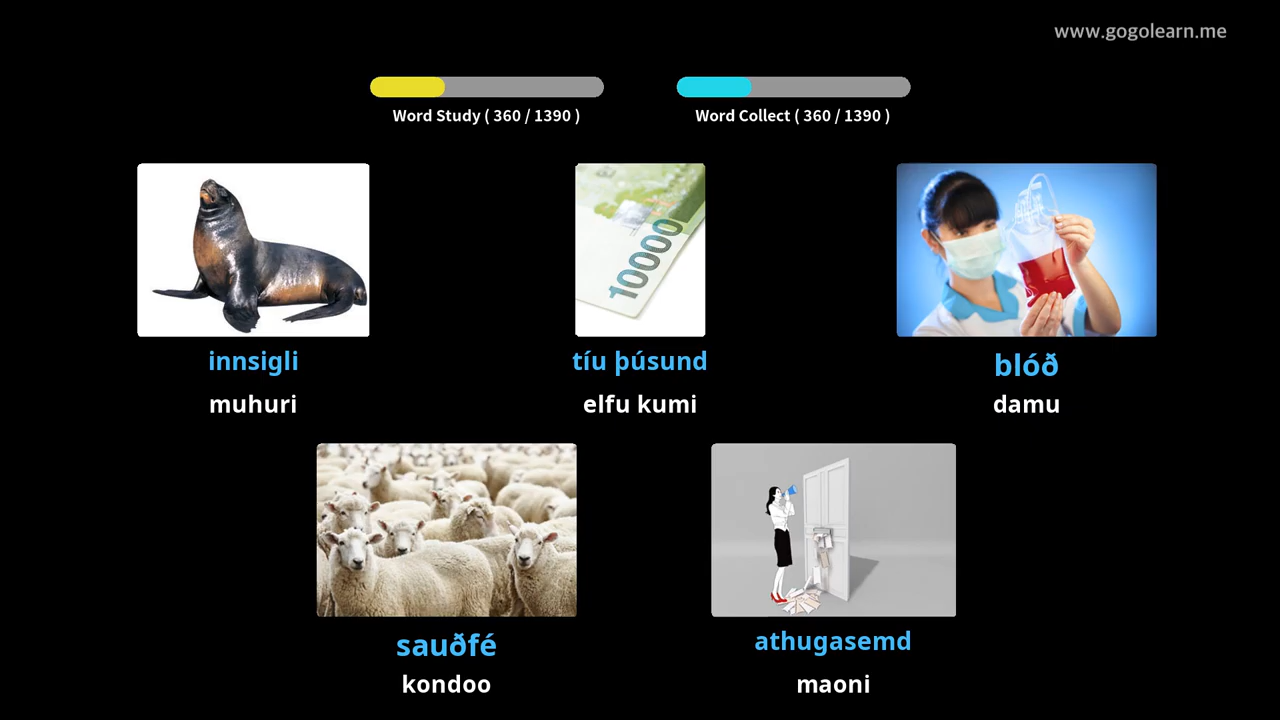 www.gogolearn.me
Word Study ( 360 / 1390 )
Word Collect ( 360 / 1390 )
10000
innsigli
tíu þúsund
blóð
muhuri
elfu kumi
damu
sauðfé
athugasemd
kondoo
maoni